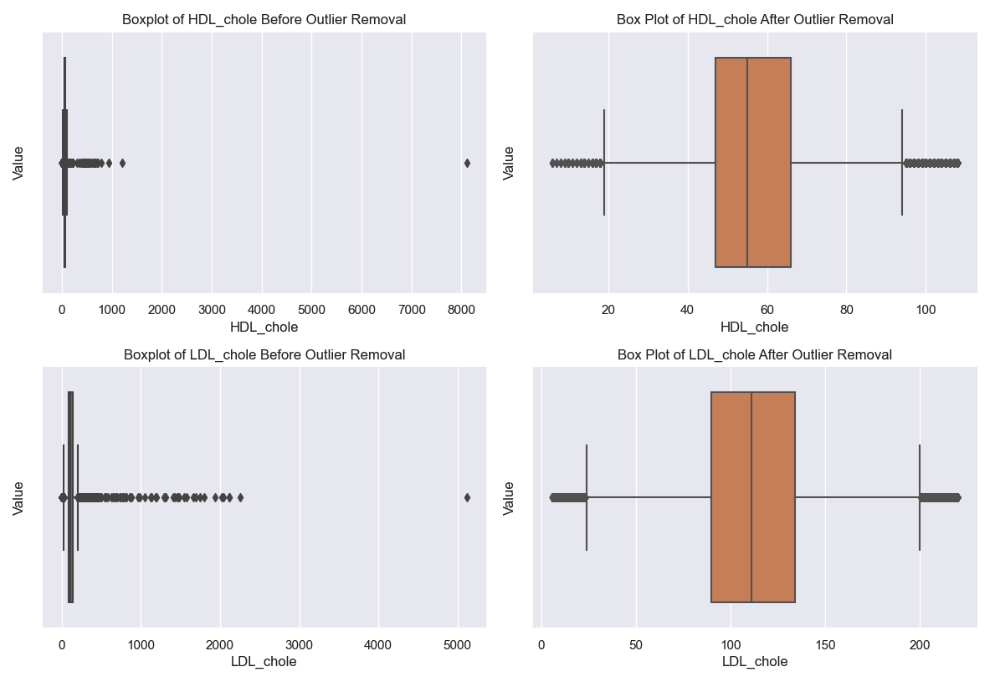 Boxplot of HDL_chole Before Outlier Removal
Value
0 1000 2000 3000 4000 5000 6000 7000 8000
HDL_chole
Box Plot of HDL_chole After Outlier Removal
Value
20 40 60 80 100
HDL_chole
Boxplot of LDL_chole Before Outlier Removal
Value
0 1000 2000 3000 4000 5000
LDL_chole
Box Plot of LDL_chole After Outlier Removal
Value
0 50 100 150 200
LDL_chole